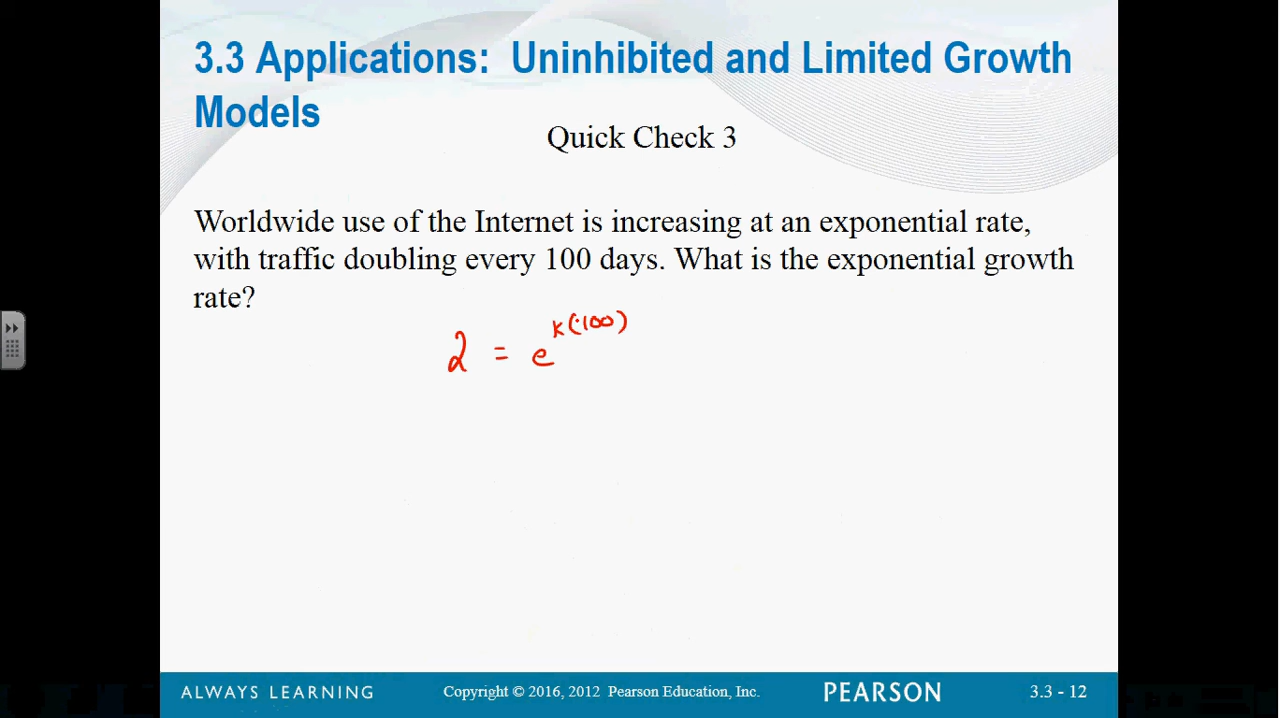 3.3 Applications: Uninhibited and Limited Growth
Models
Quick Check 3
Worldwide use of the Internet is increasing at an exponential rate,
with traffic doubling every 100 days. What is the exponential growth
rate?
2 = e^{k(100)}
ALWAYS LEARNING
Copyright © 2016, 2012 Pearson Education, Inc.
PEARSON
3.3 - 12